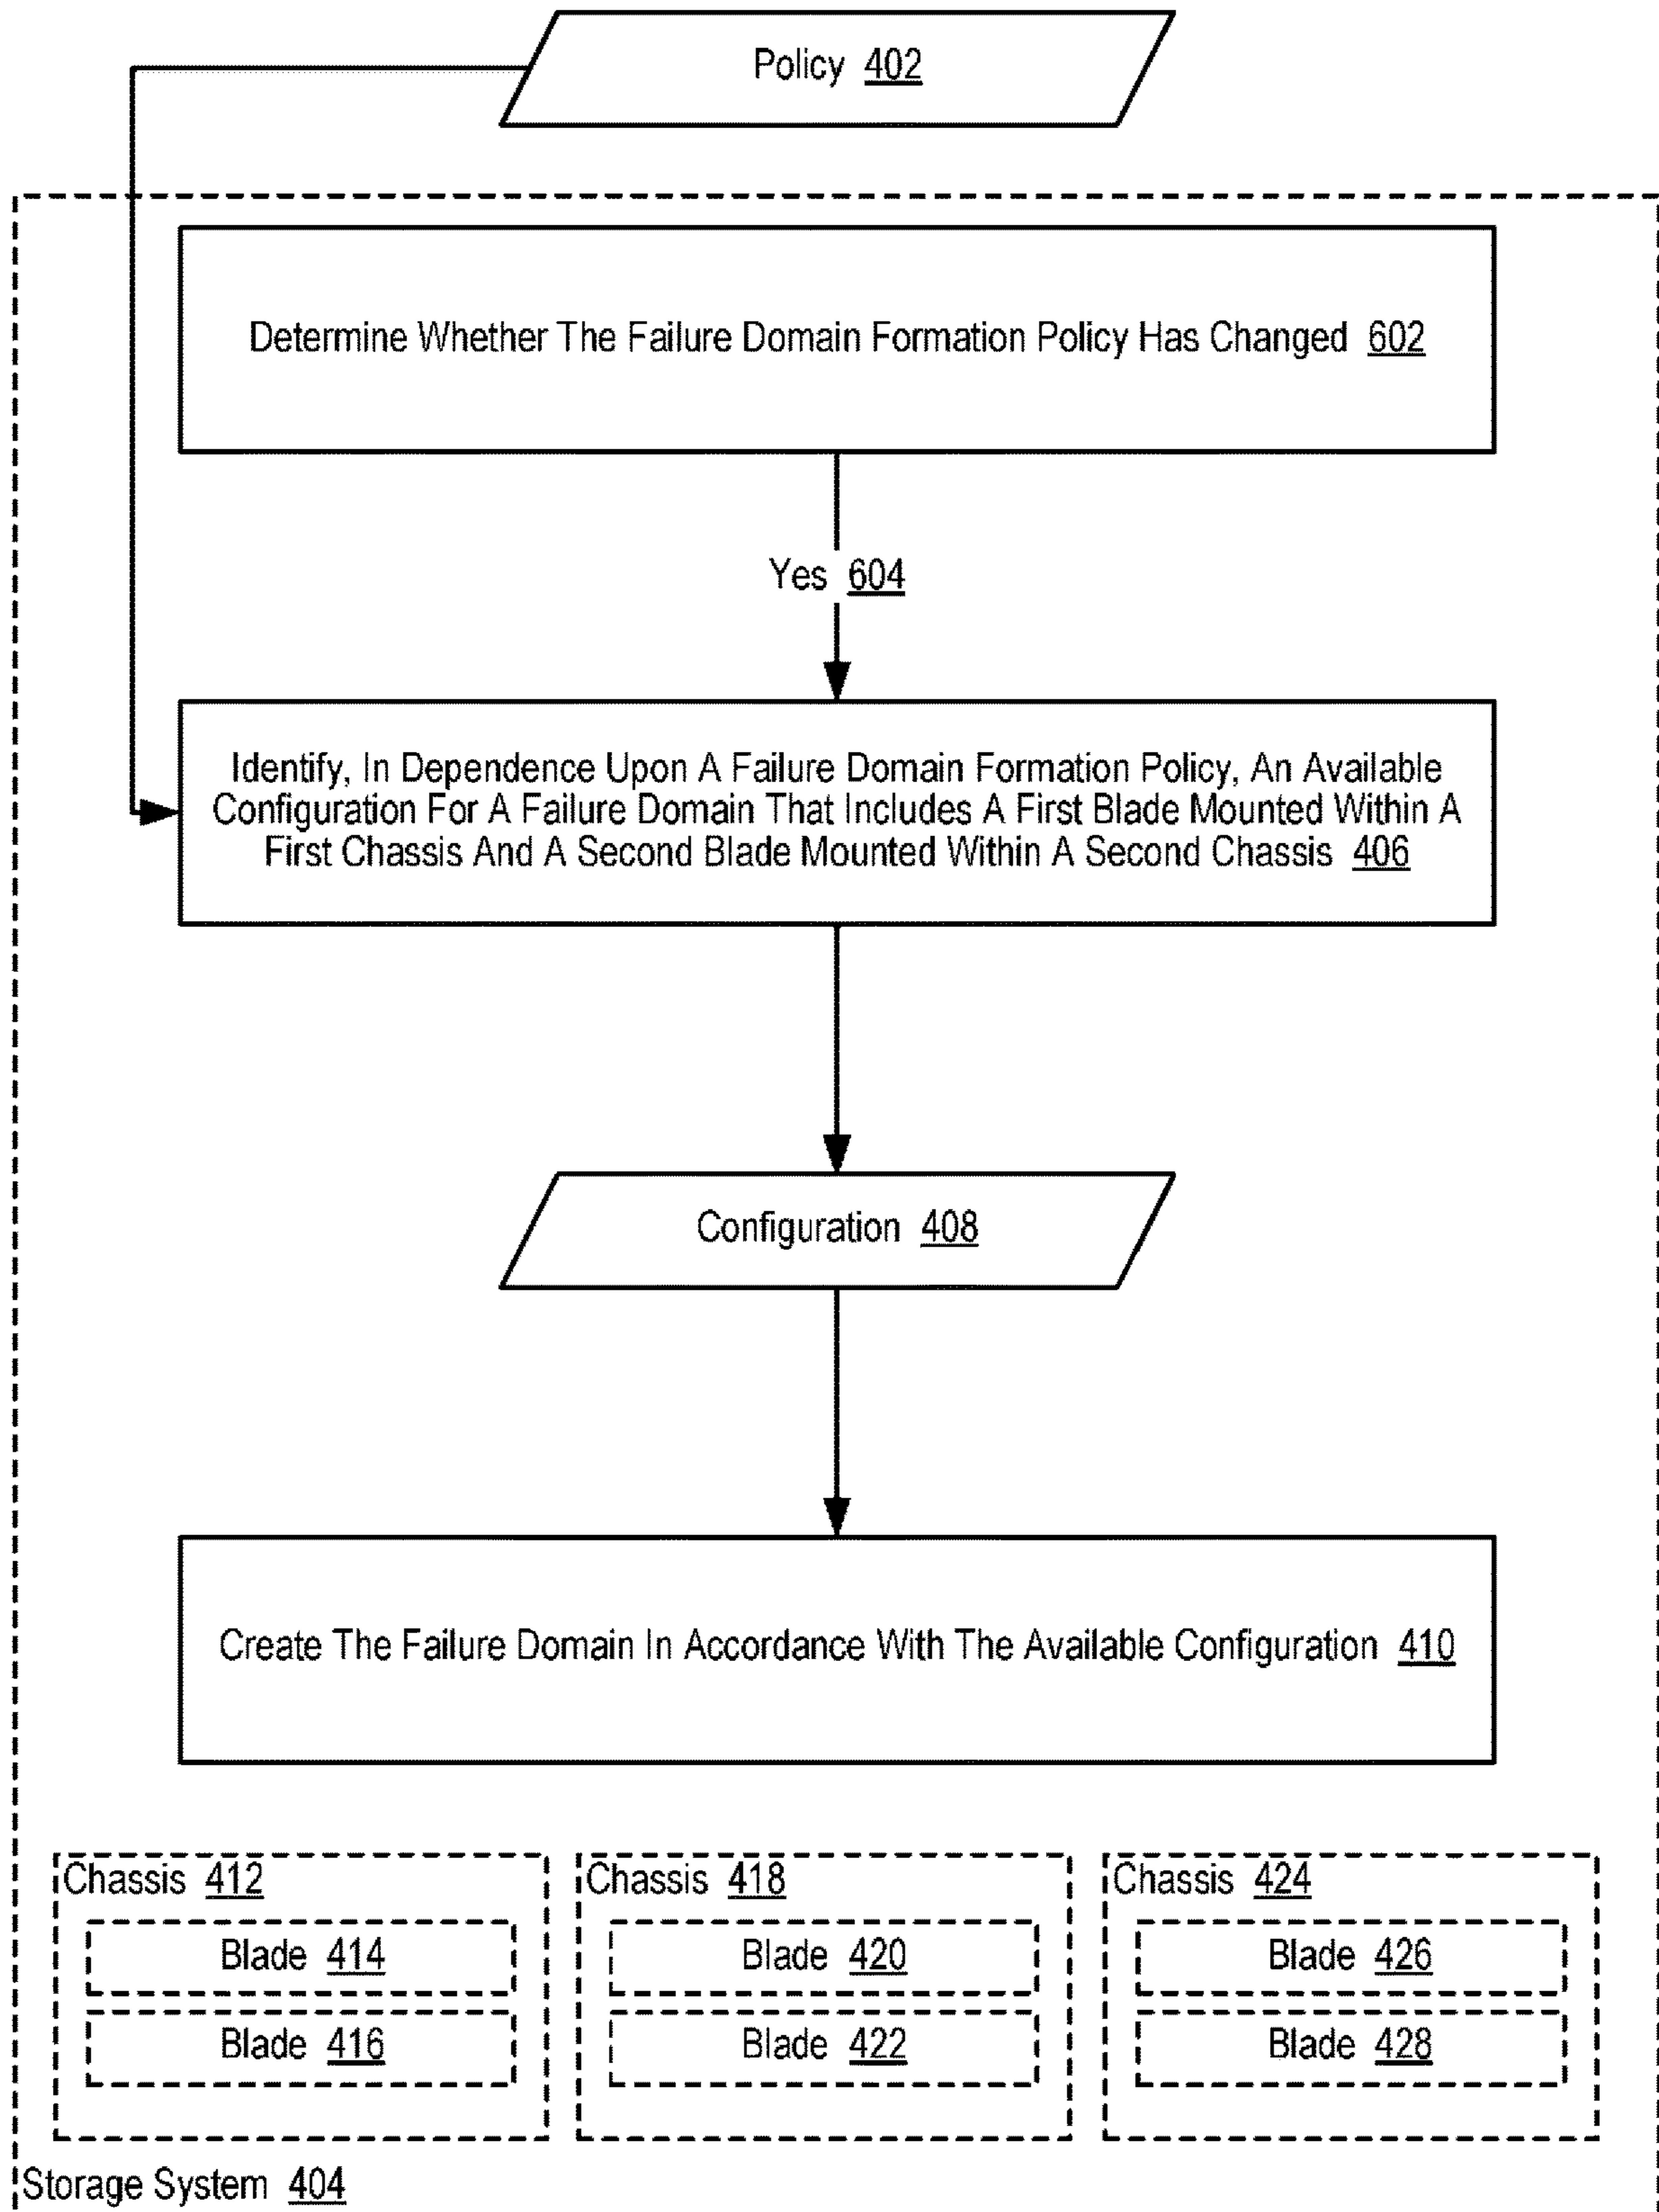 Policy 402
Determine Whether The Failure Domain Formation Policy Has Changed 602
Yes 604
Identify, In Dependence Upon A Failure Domain Formation Policy, An Available
Configuration For A Failure Domain That Includes A First Blade Mounted Within A
First Chassis And A Second Blade Mounted Within A Second Chassis 406
Configuration 408
Create The Failure Domain In Accordance With The Available Configuration 410
Chassis 412
Blade 414
Blade 416
Chassis 418
Blade 420
Blade 422
Chassis 424
Blade 426
Blade 428
Storage System 404